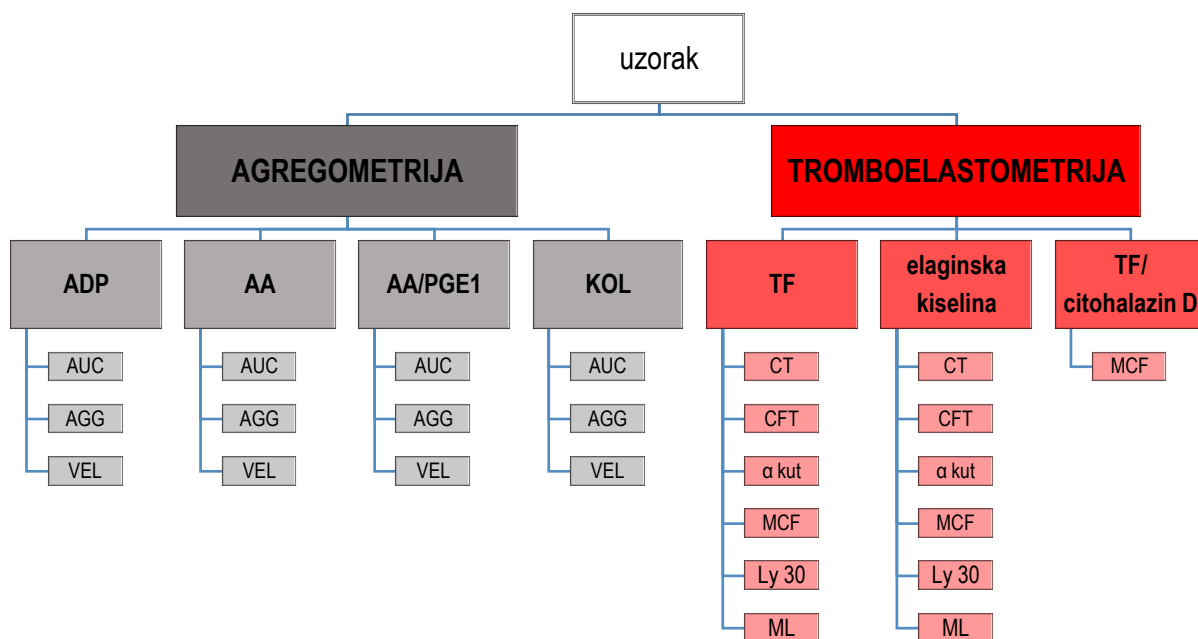 uzorak
AGREGOMETRIJA
TROMBOELASTOMETRIJA
ADP
AUC
AGG
VEL
AA
AUC
AGG
VEL
AA/PGE1
AUC
AGG
VEL
KOL
AUC
AGG
VEL
TF
CT
CFT
α kut
MCF
Ly 30
ML
elaginska
kiselina
CT
CFT
α kut
MCF
Ly 30
ML
TF/
citohalazin D
MCF